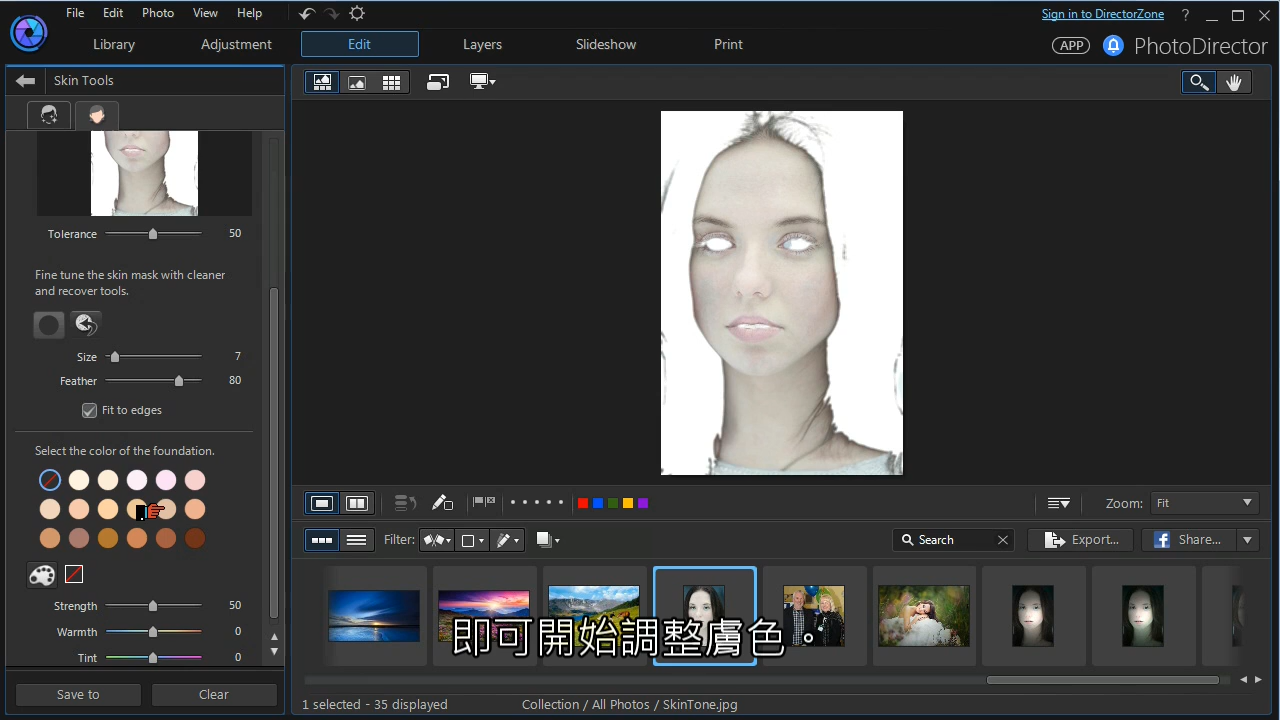 File Edit Photo View Help
Sign in to DirectorZone ?
Library Adjustment Edit Layers Slideshow Print
APP PhotoDirector
Skin Tools
Tolerance 50
Fine tune the skin mask with cleaner
and recover tools.
Size 7
Feather 80
Fit to edges
Select the color of the foundation.
Strength 50
Warmth 0
Tint 0
Save to Clear
Zoom: Fit
Filter: Search Export... Share...
即可開始調整膚色。
1 selected - 35 displayed Collection / All Photos / SkinTone.jpg